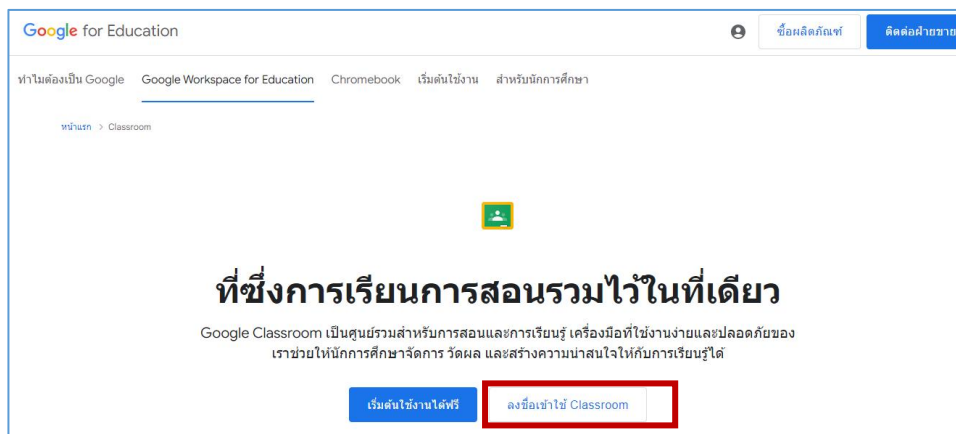 Google for Education
ซื้อผลิตภัณฑ์
ติดต่อฝ่ายขาย
ทำไมต้องเป็น Google Google Workspace for Education Chromebook เริ่มต้นใช้งาน สำหรับนักการศึกษา
หน้าแรก > Classroom
ที่ซึ่งการเรียนการสอนรวมไว้ในที่เดียว
Google Classroom เป็นศูนย์รวมสำหรับการสอนและการเรียนรู้ เครื่องมือที่ใช้งานง่ายและปลอดภัยของ
เราช่วยให้นักการศึกษาจัดการ วัดผล และสร้างความน่าสนใจให้กับการเรียนรู้ได้
เริ่มต้นใช้งานได้ฟรี
ลงชื่อเข้าใช้ Classroom